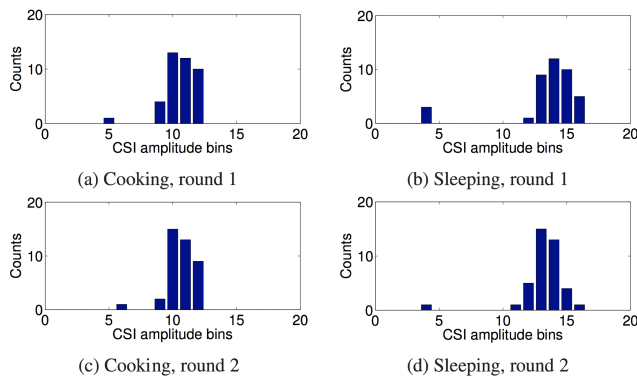 20
10
0
Counts
0 5 10 15 20
CSI amplitude bins
(a) Cooking, round 1
20
10
0
Counts
0 5 10 15 20
CSI amplitude bins
(b) Sleeping, round 1
20
10
0
Counts
0 5 10 15 20
CSI amplitude bins
(c) Cooking, round 2
20
10
0
Counts
0 5 10 15 20
CSI amplitude bins
(d) Sleeping, round 2